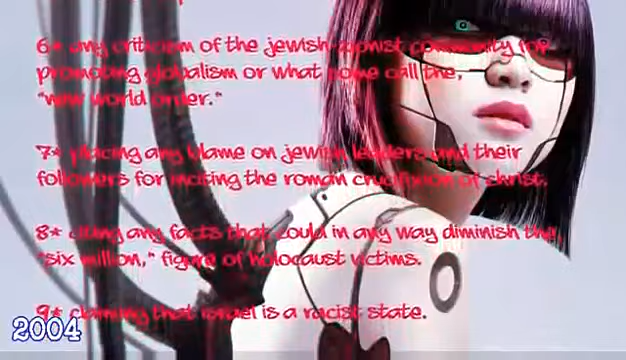 6* any criticism of the jewish-zionist community for
promoting globalism or what some call the,
"new world order."
7* placing any blame on jewish leaders and their
followers for inciting the roman crucifixion of christ.
8* citing any facts that could in any way diminish the,
"six million," figure of holocaust victims.
9* claiming that israel is a racist state.
2004